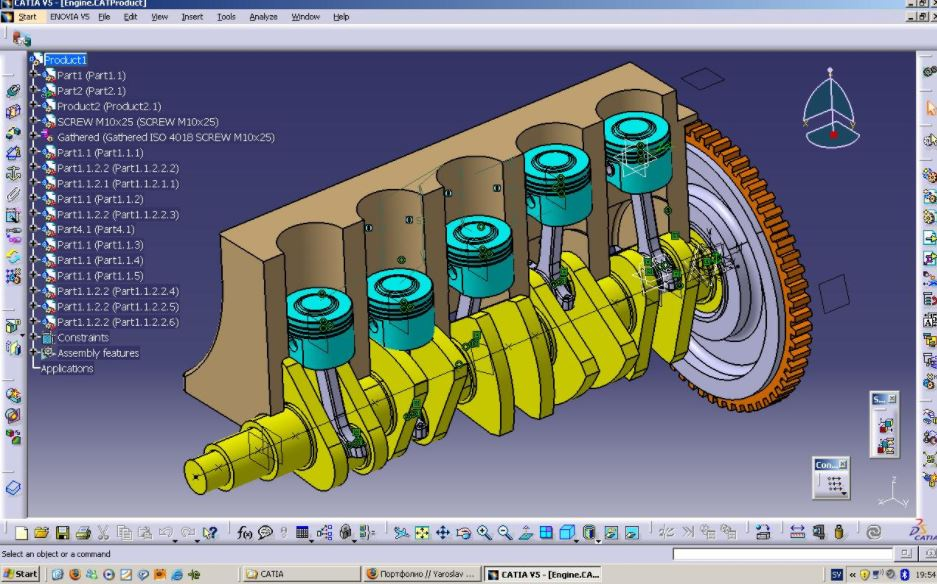 CATIA V5 - [Engine.CATProduct]
Start ENOVIA V5 File Edit View Insert Tools Analyze Window Help
Product1
Part1 (Part1.1)
Part2 (Part2.1)
Product2 (Product2.1)
SCREW M10x25 (SCREW M10x25)
Gathered (Gathered ISO 4018 SCREW M10x25)
Part1.1 (Part1.1.1)
Part1.1.2.2 (Part1.1.2.2.2)
Part1.1.2.1 (Part1.1.2.1.1)
Part1.1 (Part1.1.2)
Part1.1.2.2 (Part1.1.2.2.3)
Part4.1 (Part4.1)
Part1.1 (Part1.1.3)
Part1.1 (Part1.1.4)
Part1.1 (Part1.1.5)
Part1.1.2.2 (Part1.1.2.2.4)
Part1.1.2.2 (Part1.1.2.2.5)
Part1.1.2.2 (Part1.1.2.2.6)
Constraints
Assembly features
Applications
S...
Con...
f(x)
CATIA
Select an object or a command
Start CATIA Портфолио // Yaroslav ... CATIA V5 - [Engine.CA... SV 19:54